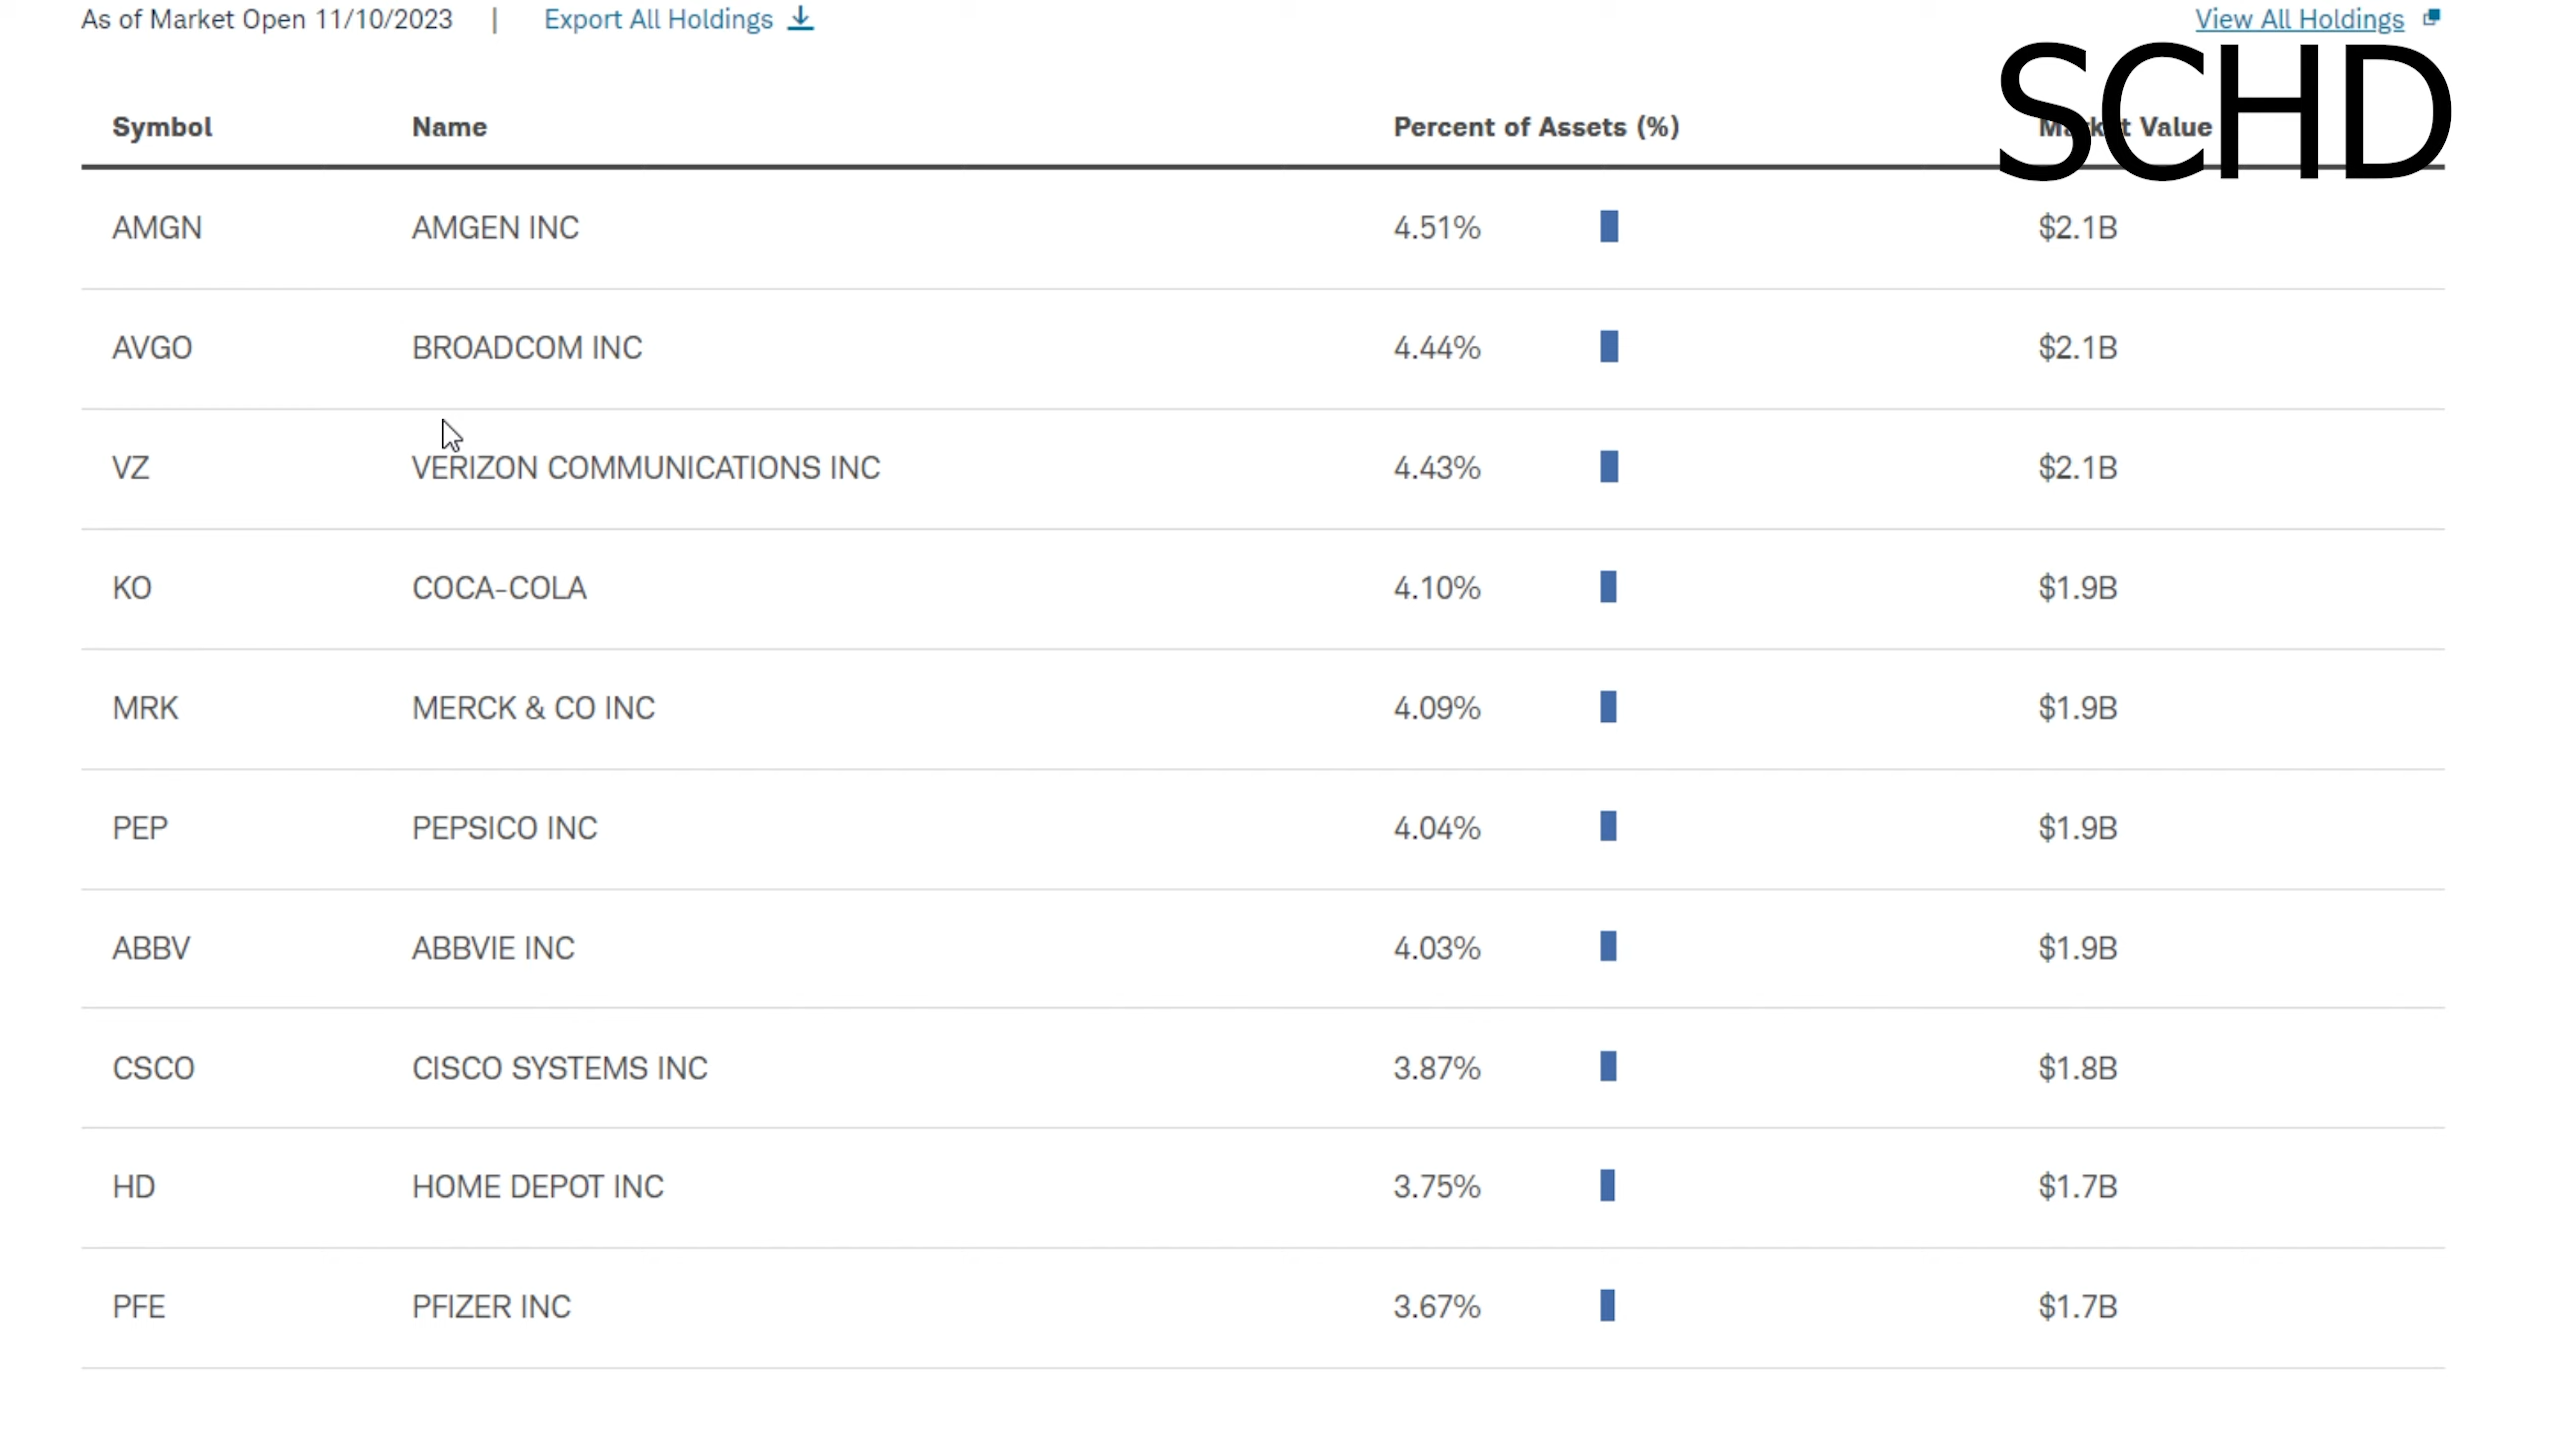 As of Market Open 11/10/2023 | Export All Holdings View All Holdings
SCHD
Symbol Name Percent of Assets (%) Market Value
AMGN AMGEN INC 4.51% $2.1B
AVGO BROADCOM INC 4.44% $2.1B
VZ VERIZON COMMUNICATIONS INC 4.43% $2.1B
KO COCA-COLA 4.10% $1.9B
MRK MERCK & CO INC 4.09% $1.9B
PEP PEPSICO INC 4.04% $1.9B
ABBV ABBVIE INC 4.03% $1.9B
CSCO CISCO SYSTEMS INC 3.87% $1.8B
HD HOME DEPOT INC 3.75% $1.7B
PFE PFIZER INC 3.67% $1.7B